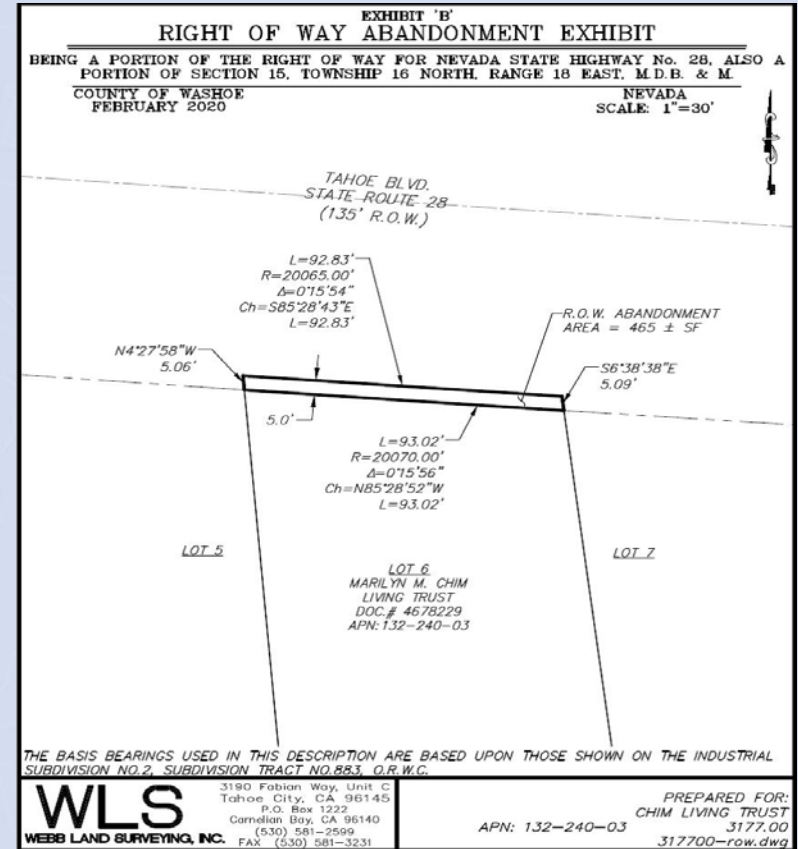 EXHIBIT 'B'
RIGHT OF WAY ABANDONMENT EXHIBIT
BEING A PORTION OF THE RIGHT OF WAY FOR NEVADA STATE HIGHWAY No. 28, ALSO A
PORTION OF SECTION 15, TOWNSHIP 16 NORTH, RANGE 18 EAST, M.D.B. & M.
COUNTY OF WASHOE
FEBRUARY 2020
NEVADA
SCALE: 1"=30'
TAHOE BLVD.
STATE ROUTE 28
(135' R.O.W.)
L=92.83'
R=20065.00'
Δ=0°15'54"
Ch=S85°28'43"E
L=92.83'
R.O.W. ABANDONMENT
AREA = 465 ± SF
N4°27'58"W
5.06'
S6°38'38"E
5.09'
5.0'
L=93.02'
R=20070.00'
Δ=0°15'56"
Ch=N85°28'52"W
L=93.02'
LOT 5
LOT 6
MARILYN M. CHIM
LIVING TRUST
DOC.# 4678229
APN: 132-240-03
LOT 7
THE BASIS BEARINGS USED IN THIS DESCRIPTION ARE BASED UPON THOSE SHOWN ON THE INDUSTRIAL
SUBDIVISION NO.2, SUBDIVISION TRACT NO.883, O.R.W.C.
WLS
WEBB LAND SURVEYING, INC.
3190 Fabian Way, Unit C
Tahoe City, CA 96145
P.O. Box 1222
Carnelian Bay, CA 96140
(530) 581-2599
FAX (530) 581-3231
APN: 132-240-03
PREPARED FOR:
CHIM LIVING TRUST
3177.00
317700-row.dwg